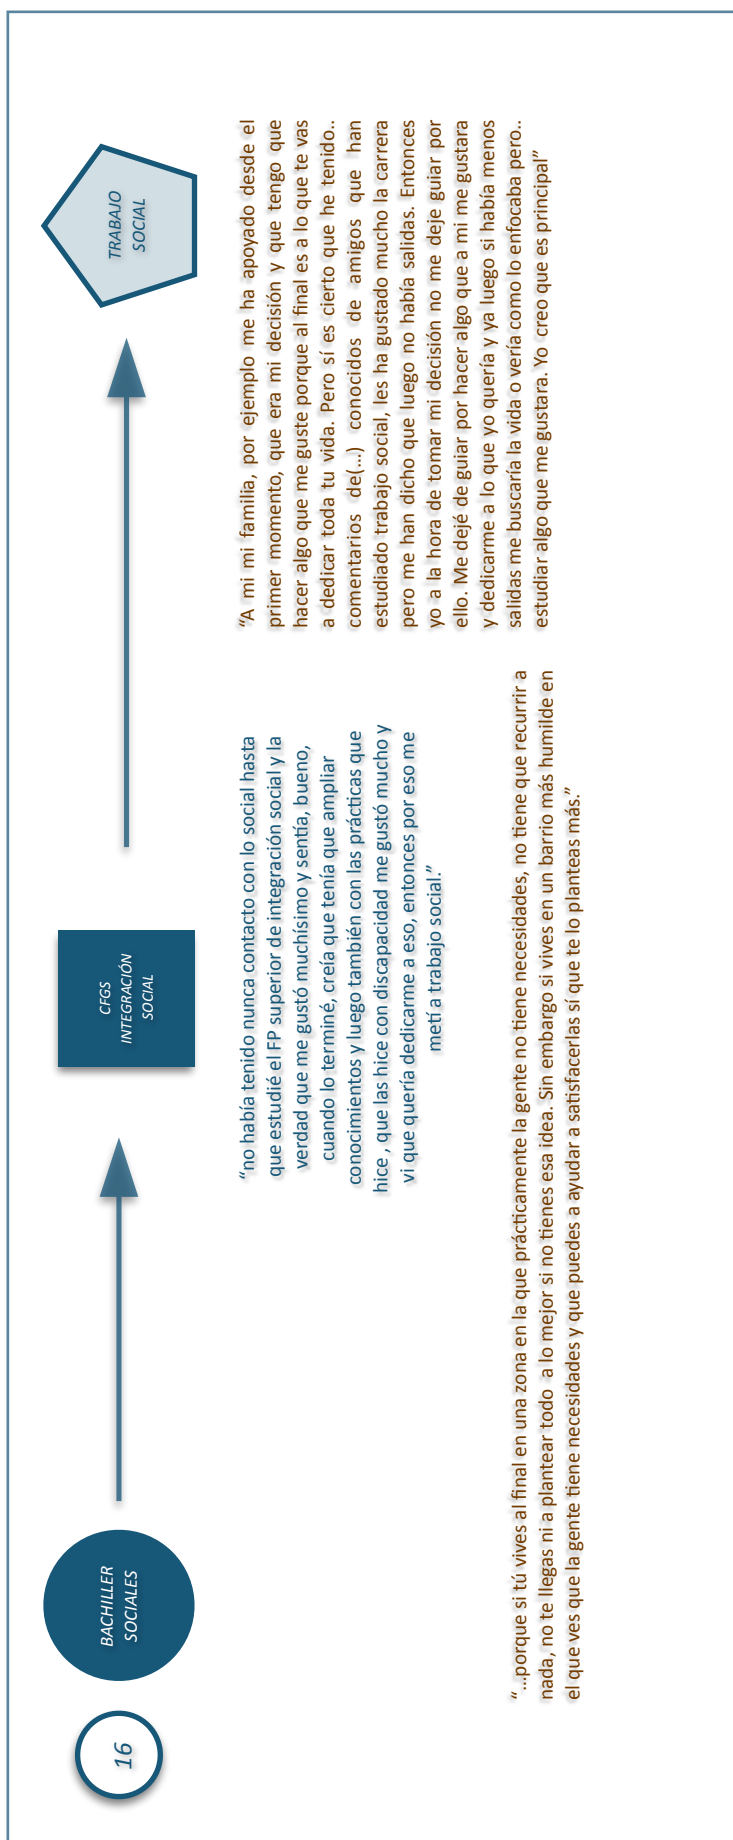 16
BACHILLER
SOCIALES
CFGS
INTEGRACIÓN
SOCIAL
TRABAJO
SOCIAL
“no había tenido nunca contacto con lo social hasta
que estudié el FP superior de integración social y la
verdad que me gustó muchísimo y sentía, bueno,
cuando lo terminé, creía que tenía que ampliar
conocimientos y luego también con las prácticas que
hice , que las hice con discapacidad me gustó mucho y
vi que quería dedicarme a eso, entonces por eso me
metí a trabajo social.”
“A mi mi familia, por ejemplo me ha apoyado desde el
primer momento, que era mi decisión y que tengo que
hacer algo que me guste porque al final es a lo que te vas
a dedicar toda tu vida. Pero sí es cierto que he tenido..
comentarios de(...) conocidos de amigos que han
estudiado trabajo social, les ha gustado mucho la carrera
pero me han dicho que luego no había salidas. Entonces
yo a la hora de tomar mi decisión no me deje guiar por
ello. Me dejé de guiar por hacer algo que a mi me gustara
y dedicarme a lo que yo quería y ya luego si había menos
salidas me buscaría la vida o vería como lo enfocaba pero..
estudiar algo que me gustara. Yo creo que es principal”
“...porque si tú vives al final en una zona en la que prácticamente la gente no tiene necesidades, no tiene que recurrir a
nada, no te llegas ni a plantear todo a lo mejor si no tienes esa idea. Sin embargo si vives en un barrio más humilde en
el que ves que la gente tiene necesidades y que puedes a ayudar a satisfacerlas sí que te lo planteas más.”